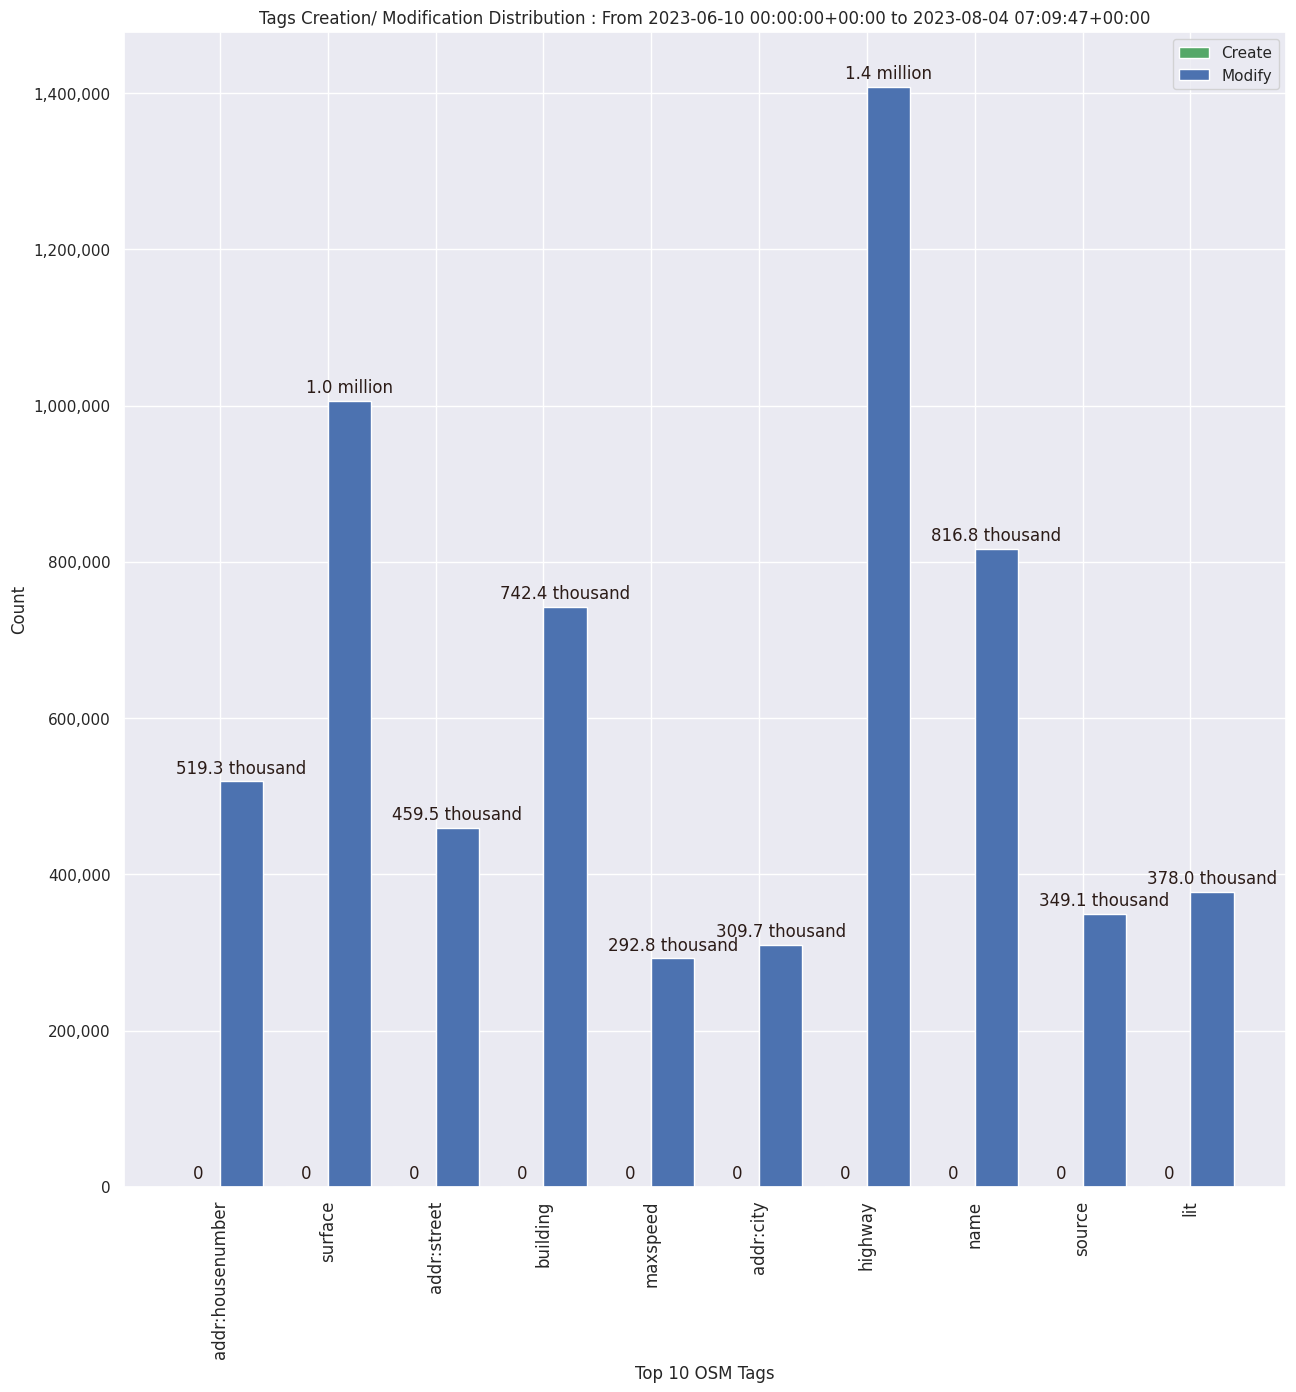 Tags Creation/ Modification Distribution : From 2023-06-10 00:00:00+00:00 to 2023-08-04 07:09:47+00:00
Create
Modify
Count
1,400,000
1,200,000
1,000,000
800,000
600,000
400,000
200,000
0
519.3 thousand
1.0 million
459.5 thousand
742.4 thousand
292.8 thousand
309.7 thousand
1.4 million
816.8 thousand
349.1 thousand
378.0 thousand
0
0
0
0
0
0
0
0
0
0
addr:housenumber
surface
addr:street
building
maxspeed
addr:city
highway
name
source
lit
Top 10 OSM Tags